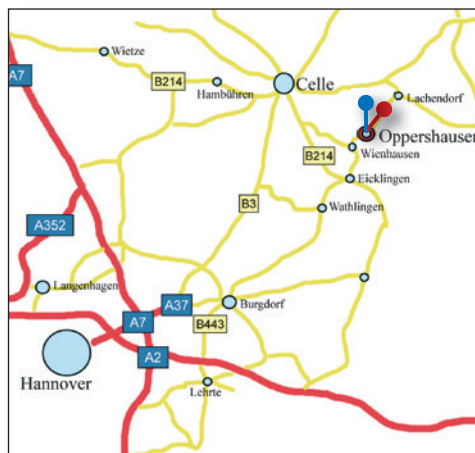 Wietze
A7
B214
Hambühren
Celle
Lachendorf
Oppershausen
B214
Wienhausen
Eicklingen
B3
Wathlingen
A352
Langenhagen
A37
Burgdorf
A7
B443
A2
Hannover
Lehrte